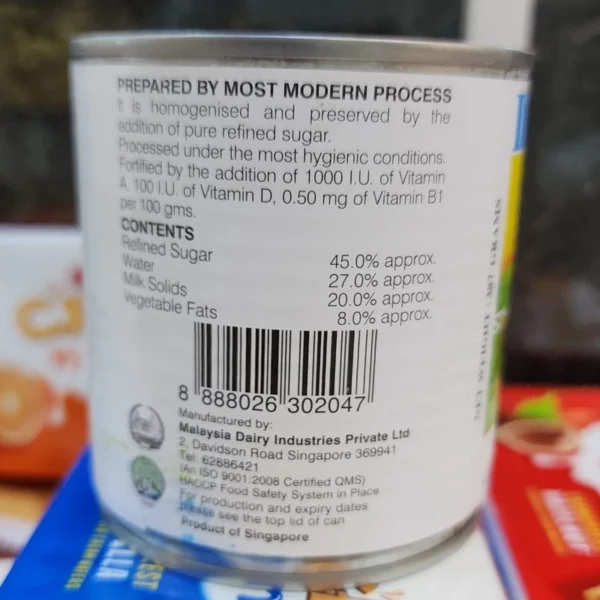 PREPARED BY MOST MODERN PROCESS
It is homogenised and preserved by the
addition of pure refined sugar.
Processed under the most hygienic conditions.
Fortified by the addition of 1000 I.U. of Vitamin
A, 100 I.U. of Vitamin D, 0.50 mg of Vitamin B1
per 100 gms.
CONTENTS
Refined Sugar 45.0% approx.
Water 27.0% approx.
Milk Solids 20.0% approx.
Vegetable Fats 8.0% approx.
8 888026 302047
Manufactured by:
Malaysia Dairy Industries Private Ltd
2, Davidson Road Singapore 369941
Tel: 62886421
(An ISO 9001:2008 Certified QMS)
HACCP Food Safety System in Place
For production and expiry dates
please see the top lid of can
Product of Singapore
NET WEIGHT : 387 GRAMS